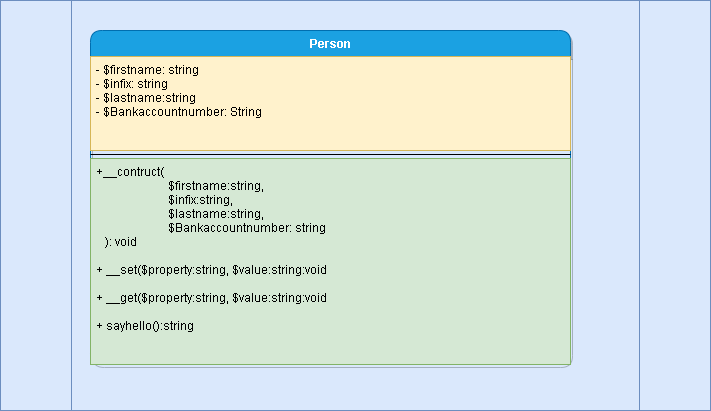 Person
- $firstname: string
- $infix: string
- $lastname:string
- $Bankaccountnumber: String
+__contruct(
$firstname:string,
$infix:string,
$lastname:string,
$Bankaccountnumber: string
): void
+ __set($property:string, $value:string:void
+ __get($property:string, $value:string:void
+ sayhello():string